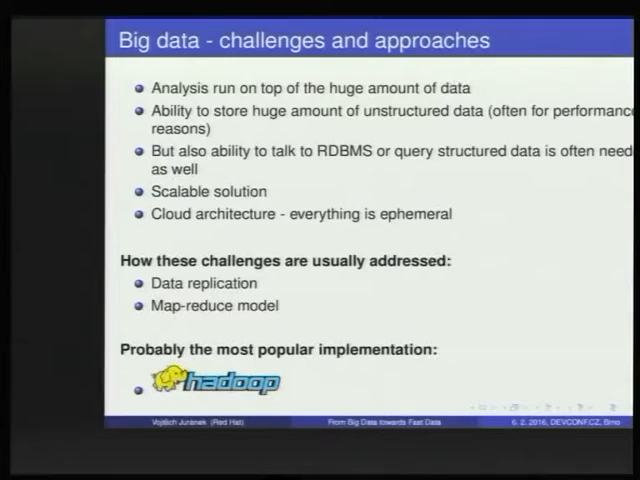 Big data - challenges and approaches
Analysis run on top of the huge amount of data
Ability to store huge amount of unstructured data (often for performance
reasons)
But also ability to talk to RDBMS or query structured data is often need
as well
Scalable solution
Cloud architecture - everything is ephemeral
How these challenges are usually addressed:
Data replication
Map-reduce model
Probably the most popular implementation:
hadoop
Vojtěch Juránek (Red Hat)
From Big Data towards Fast Data
6. 2. 2016, DEVCONF.CZ, Brno